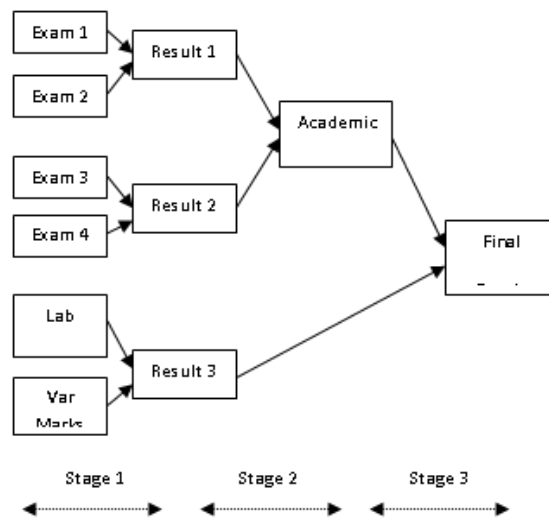 Exam 1
Result 1
Exam 2
Academic
Exam 3
Result 2
Exam 4
Final
Lab
Result 3
Var
Marks
Stage 1
Stage 2
Stage 3